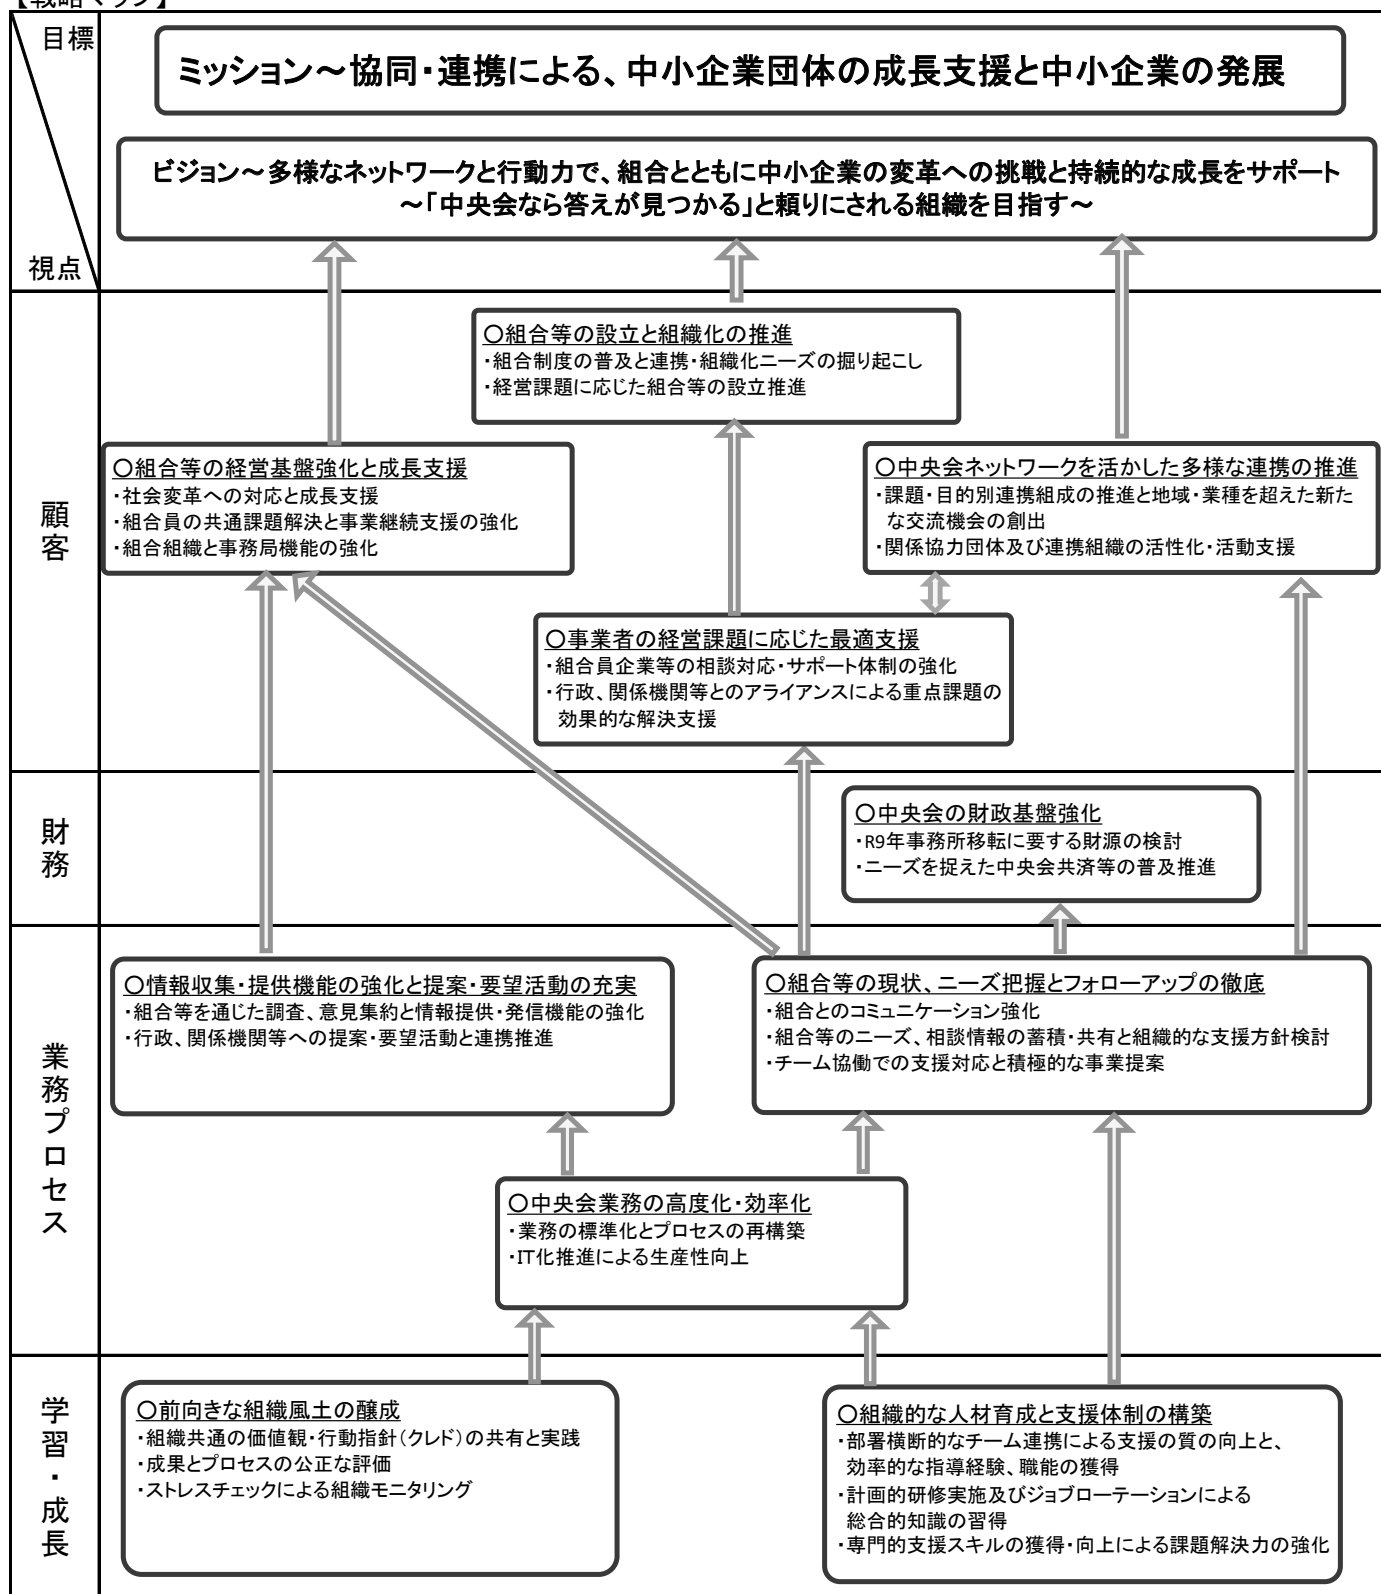 【戦略マップ】
目標
視点
ミッション～協同・連携による、中小企業団体の成長支援と中小企業の発展
ビジョン～多様なネットワークと行動力で、組合とともに中小企業の変革への挑戦と持続的な成長をサポート
～「中央会なら答えが見つかる」と頼りにされる組織を目指す～
顧客
〇組合等の設立と組織化の推進
・組合制度の普及と連携・組織化ニーズの掘り起こし
・経営課題に応じた組合等の設立推進
〇組合等の経営基盤強化と成長支援
・社会変革への対応と成長支援
・組合員の共通課題解決と事業継続支援の強化
・組合組織と事務局機能の強化
〇中央会ネットワークを活かした多様な連携の推進
・課題・目的別連携組成の推進と地域・業種を超えた新た
な交流機会の創出
・関係協力団体及び連携組織の活性化・活動支援
〇事業者の経営課題に応じた最適支援
・組合員企業等の相談対応・サポート体制の強化
・行政、関係機関等とのアライアンスによる重点課題の
効果的な解決支援
財務
〇中央会の財政基盤強化
・R9年事務所移転に要する財源の検討
・ニーズを捉えた中央会共済等の普及推進
業務プロセス
〇情報収集・提供機能の強化と提案・要望活動の充実
・組合等を通じた調査、意見集約と情報提供・発信機能の強化
・行政、関係機関等への提案・要望活動と連携推進
〇組合等の現状、ニーズ把握とフォローアップの徹底
・組合とのコミュニケーション強化
・組合等のニーズ、相談情報の蓄積・共有と組織的な支援方針検討
・チーム協働での支援対応と積極的な事業提案
〇中央会業務の高度化・効率化
・業務の標準化とプロセスの再構築
・IT化推進による生産性向上
学習・成長
〇前向きな組織風土の醸成
・組織共通の価値観・行動指針（クレド）の共有と実践
・成果とプロセスの公正な評価
・ストレスチェックによる組織モニタリング
〇組織的な人材育成と支援体制の構築
・部署横断的なチーム連携による支援の質の向上と、
効率的な指導経験、職能の獲得
・計画的研修実施及びジョブローテーションによる
総合的知識の習得
・専門的支援スキルの獲得・向上による課題解決力の強化